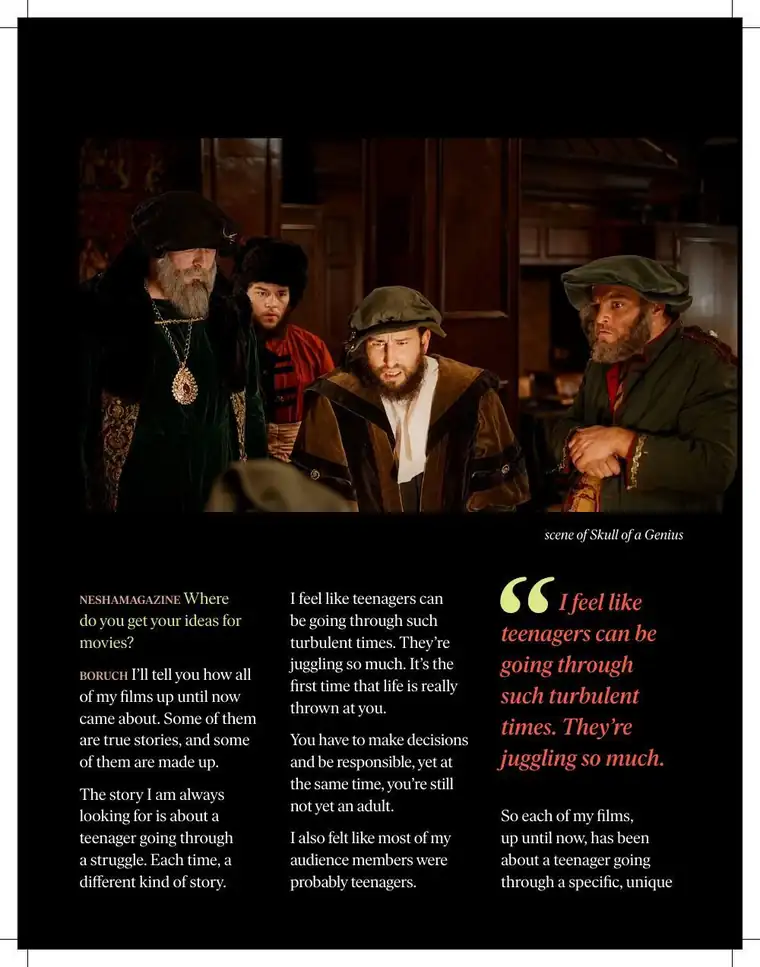 scene of Skull of a Genius
NESHAMAGAZINE Where
do you get your ideas for
movies?
BORUCH I’ll tell you how all
of my films up until now
came about. Some of them
are true stories, and some
of them are made up.
The story I am always
looking for is about a
teenager going through
a struggle. Each time, a
different kind of story.
I feel like teenagers can
be going through such
turbulent times. They’re
juggling so much. It’s the
first time that life is really
thrown at you.
You have to make decisions
and be responsible, yet at
the same time, you’re still
not yet an adult.
I also felt like most of my
audience members were
probably teenagers.
“ I feel like
teenagers can be
going through
such turbulent
times. They’re
juggling so much.
So each of my films,
up until now, has been
about a teenager going
through a specific, unique